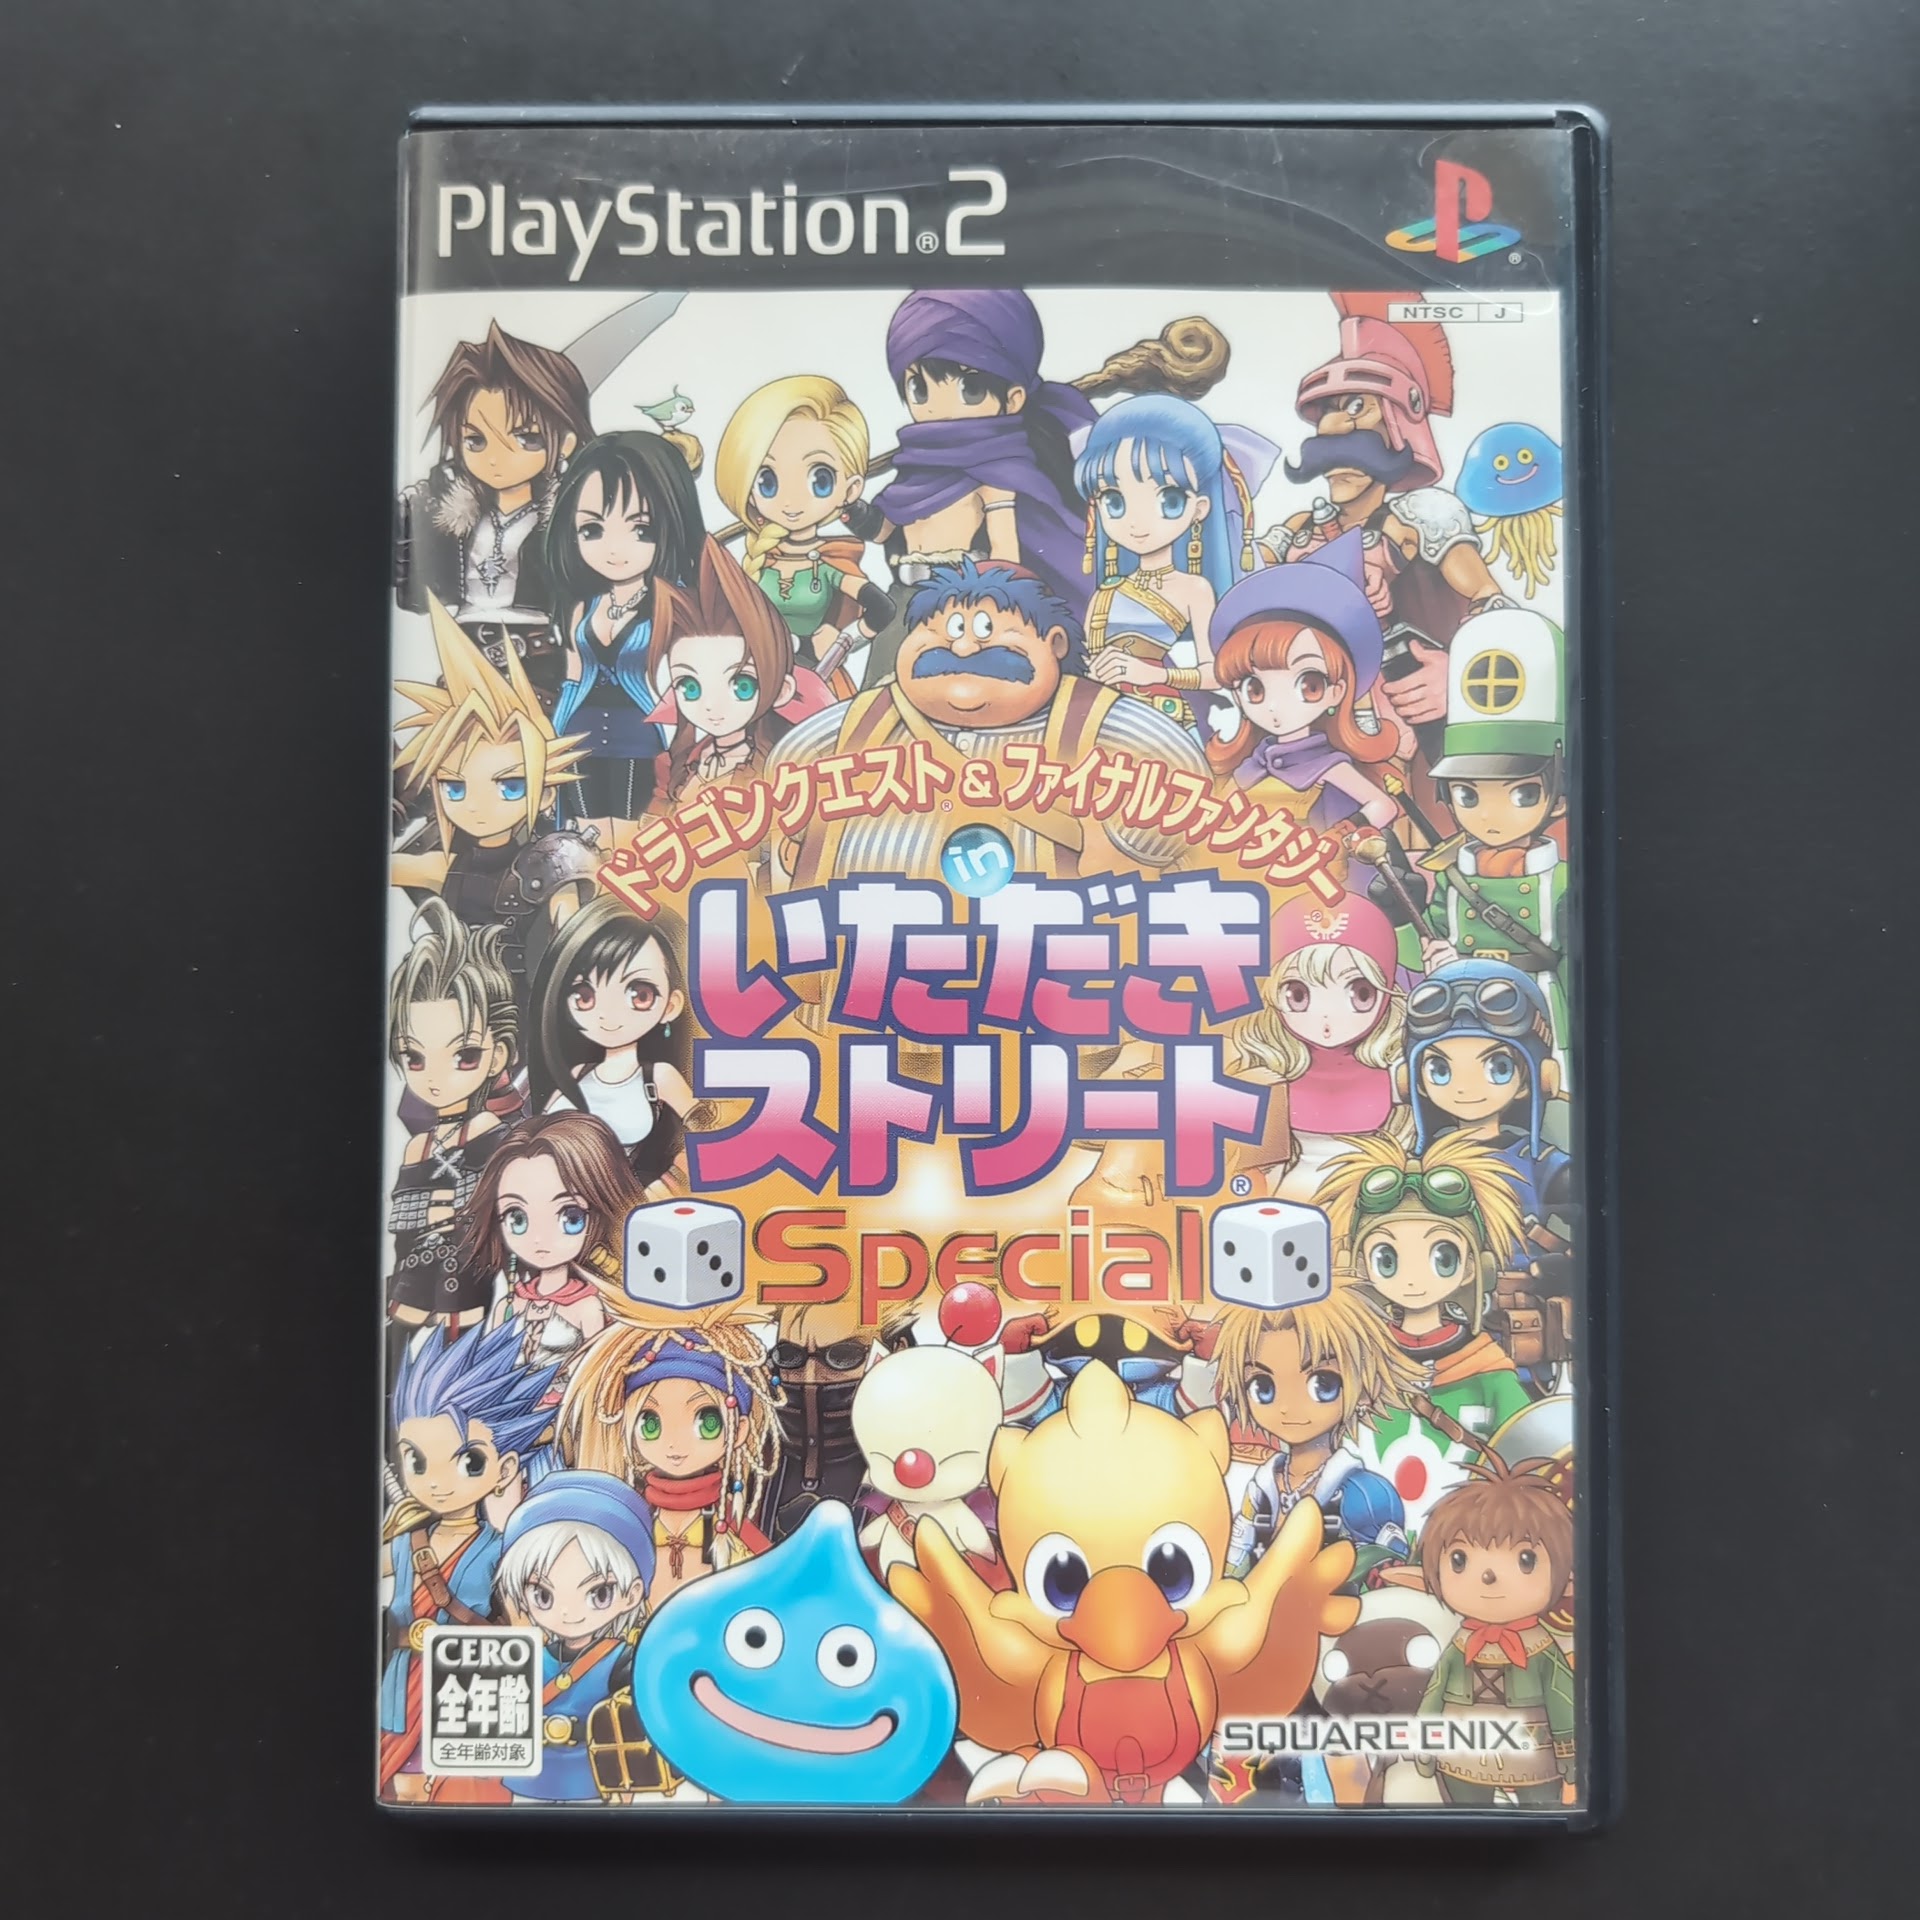 PlayStation®2
NTSC J
ドラゴンクエスト® & ファイナルファンタジー®
in
いただき
ストリート®
Special
CERO
全年齢
全年齢対象
SQUARE ENIX®